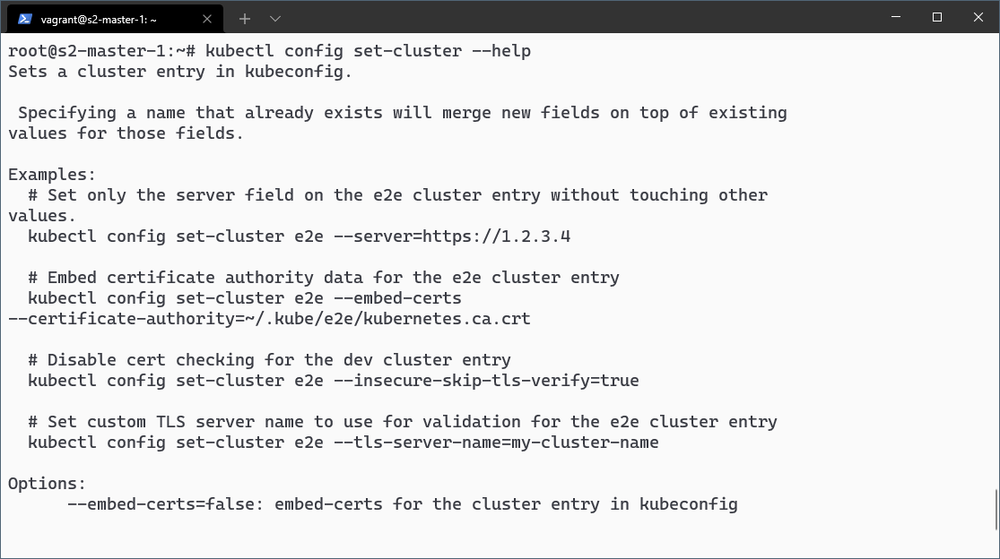 vagrant@s2-master-1: ~
root@s2-master-1:~# kubectl config set-cluster --help
Sets a cluster entry in kubeconfig.
 Specifying a name that already exists will merge new fields on top of existing
values for those fields.
Examples:
  # Set only the server field on the e2e cluster entry without touching other
values.
  kubectl config set-cluster e2e --server=https://1.2.3.4
  # Embed certificate authority data for the e2e cluster entry
  kubectl config set-cluster e2e --embed-certs
--certificate-authority=~/.kube/e2e/kubernetes.ca.crt
  # Disable cert checking for the dev cluster entry
  kubectl config set-cluster e2e --insecure-skip-tls-verify=true
  # Set custom TLS server name to use for validation for the e2e cluster entry
  kubectl config set-cluster e2e --tls-server-name=my-cluster-name
Options:
      --embed-certs=false: embed-certs for the cluster entry in kubeconfig